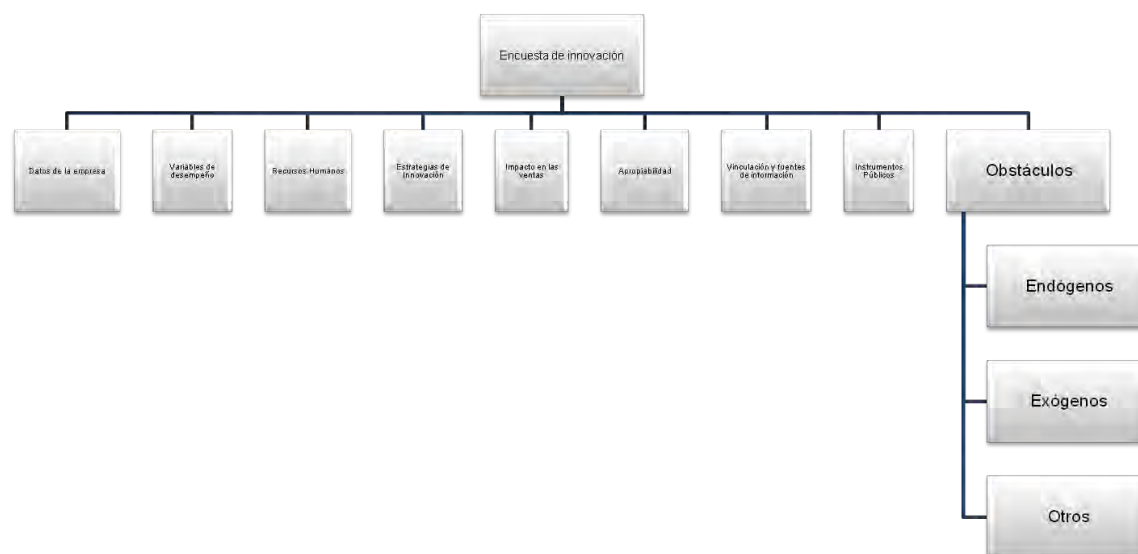 Encuesta de innovación
Datos de la empresa
Variables de
desempeño
Recursos Humanos
Estrategias de
Innovación
Impacto en las
ventas
Apropiabilidad
Vinculación y fuentes
de información
Instrumentos
Públicos
Obstáculos
Endógenos
Exógenos
Otros